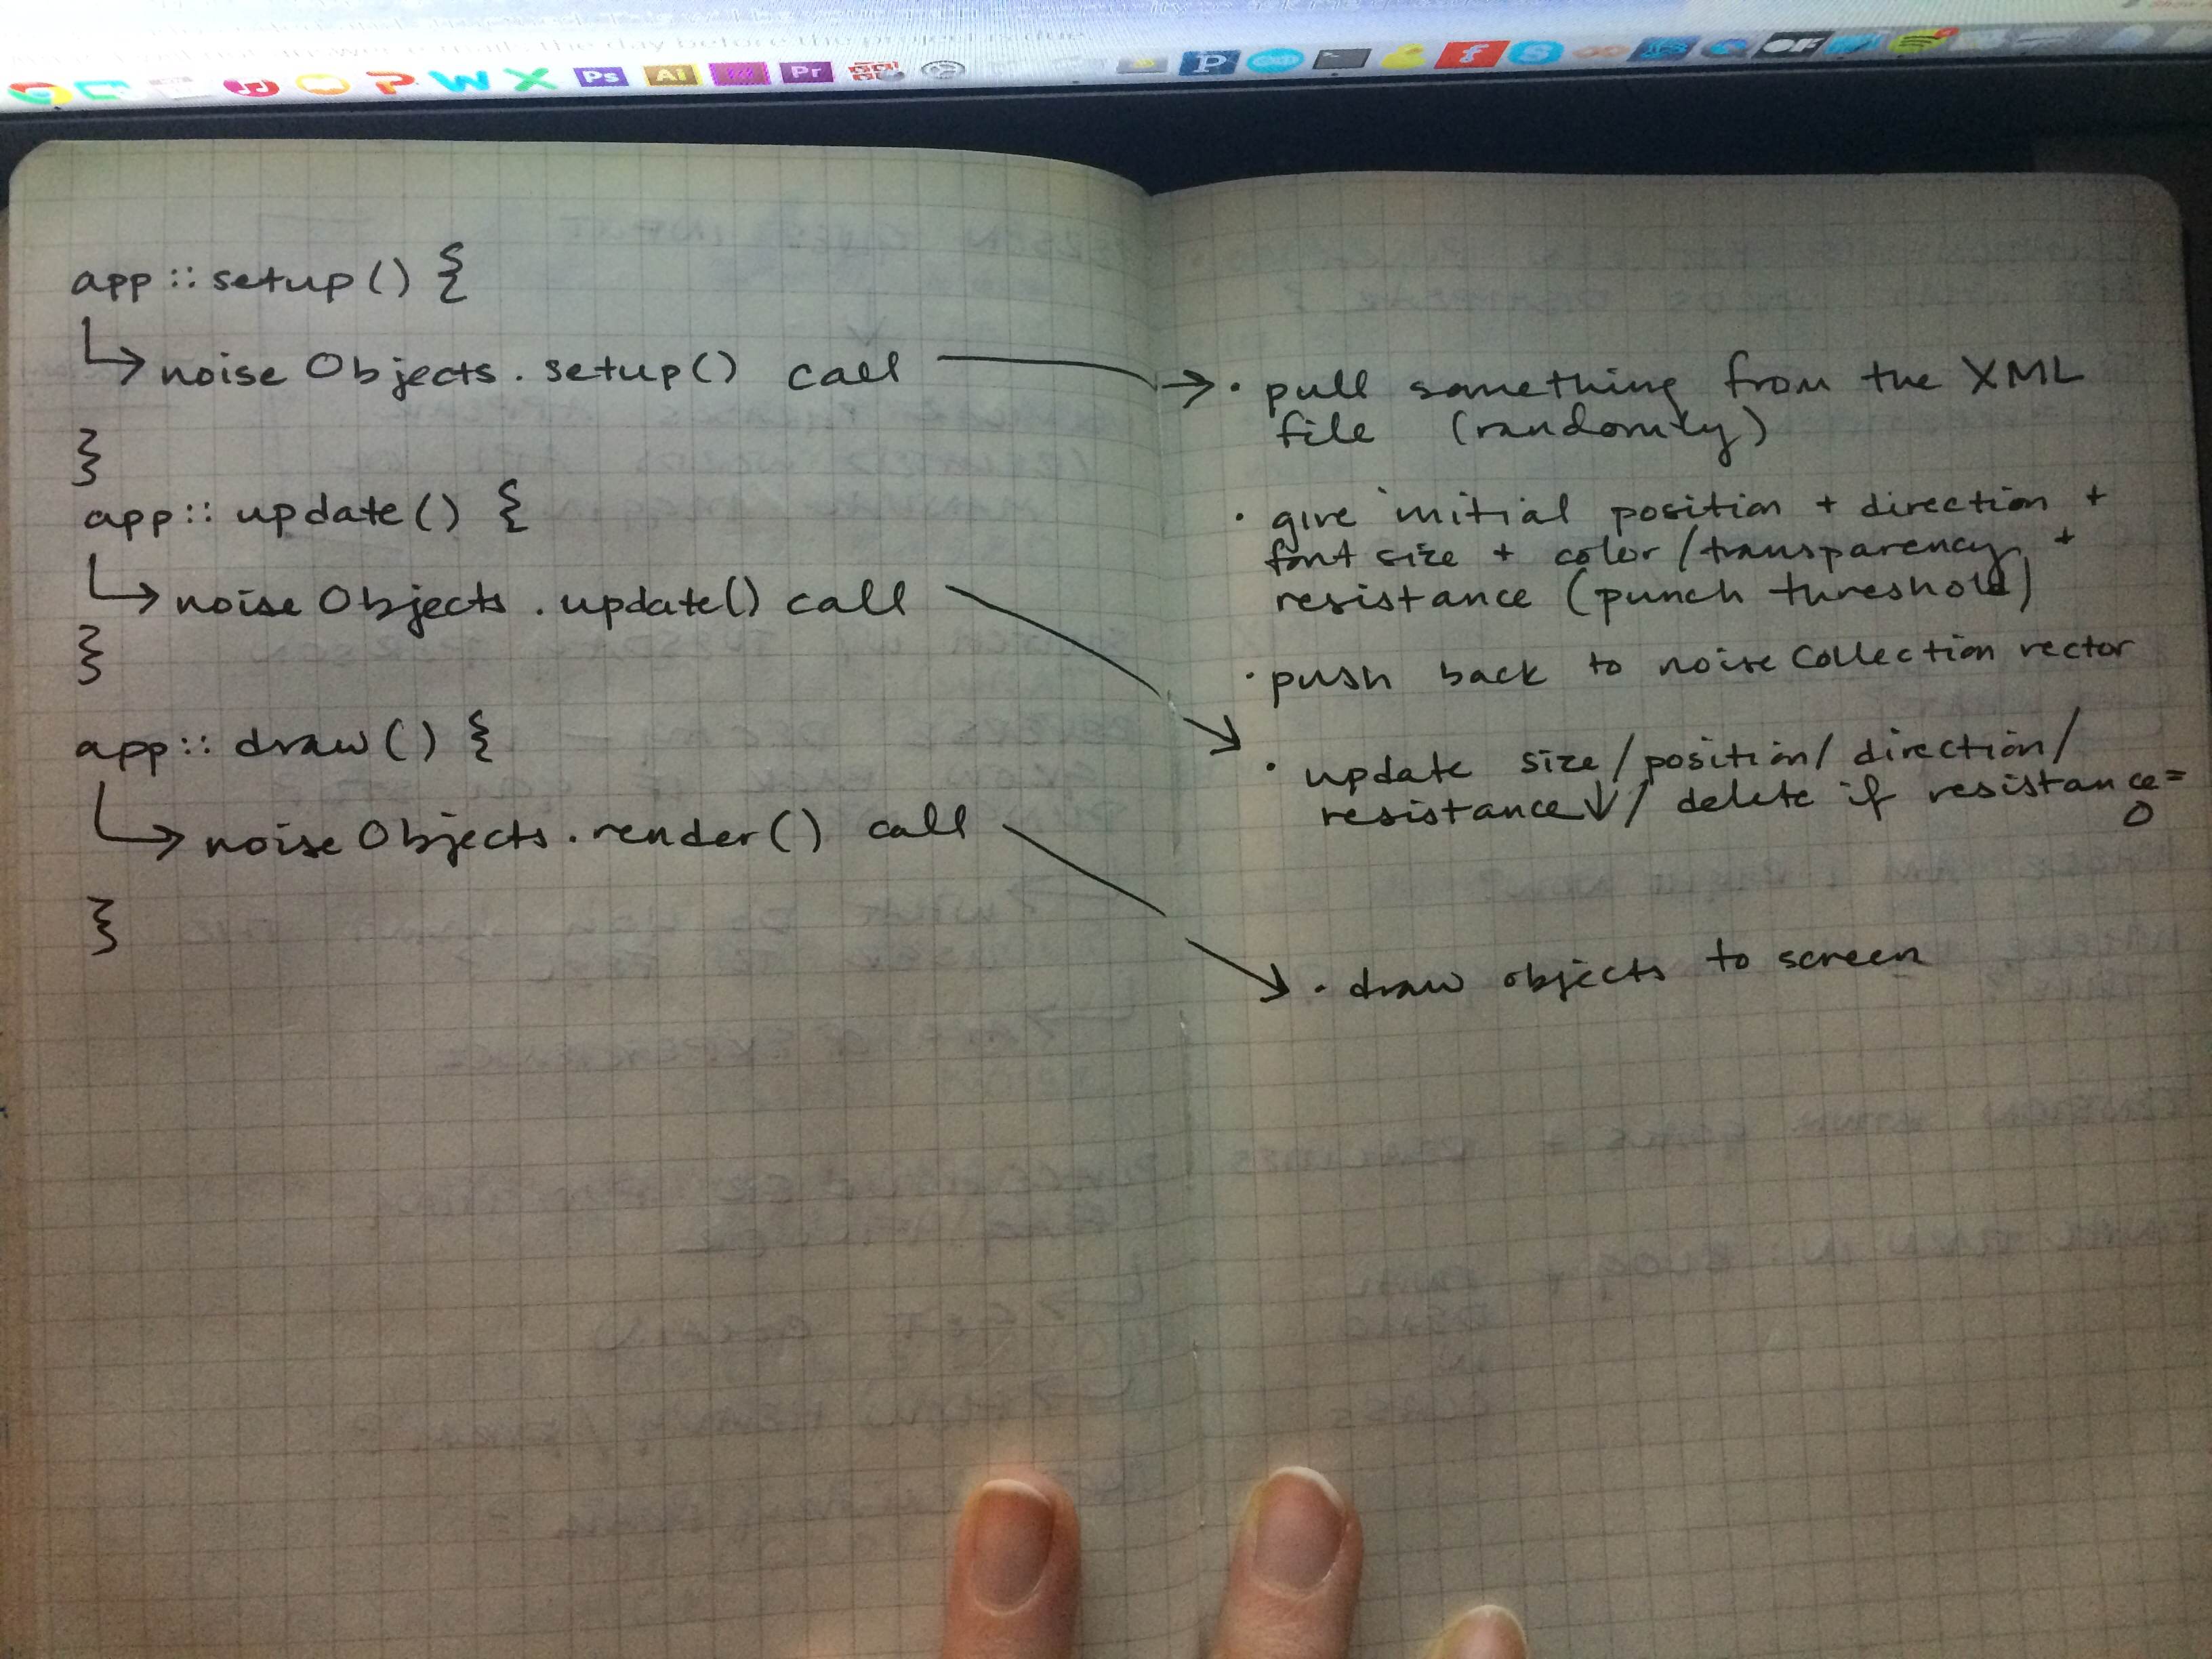 app::setup() {
↳ noiseObjects.setup() call
}
app::update() {
↳ noiseObjects.update() call
}
app::draw() {
↳ noiseObjects.render() call
}
→ · pull something from the XML
file (randomly)
· give initial position + direction +
font size + color/transparency +
resistance (punch threshold)
· push back to noiseCollection vector
→ · update size/position/direction/
resistance↓/delete if resistance=
0
→ · draw objects to screen
P W X Ps Ai Pr